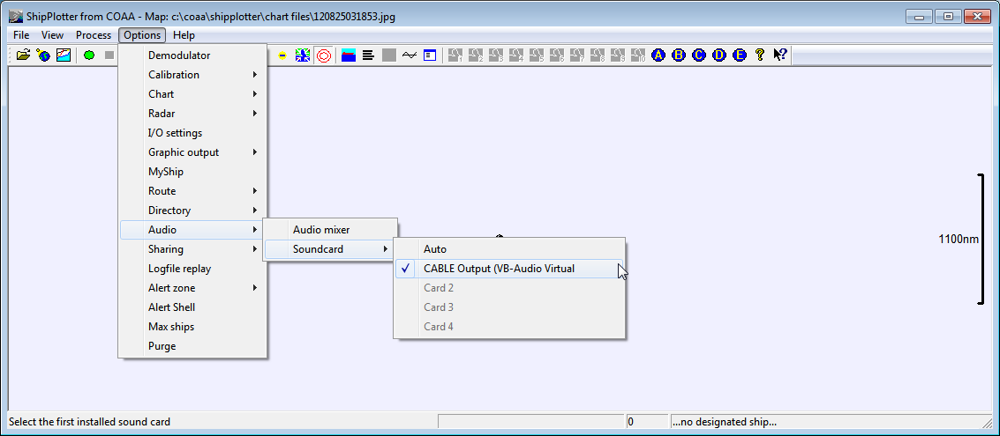 ShipPlotter from COAA - Map: c:\coaa\shipplotter\chart files\120825031853.jpg
File View Process Options Help
A B C D E
Demodulator
Calibration
Chart
Radar
I/O settings
Graphic output
MyShip
Route
Directory
Audio
Sharing
Logfile replay
Alert zone
Alert Shell
Max ships
Purge
Audio mixer
Soundcard
Auto
CABLE Output (VB-Audio Virtual
Card 2
Card 3
Card 4
1100nm
Select the first installed sound card
0
...no designated ship...